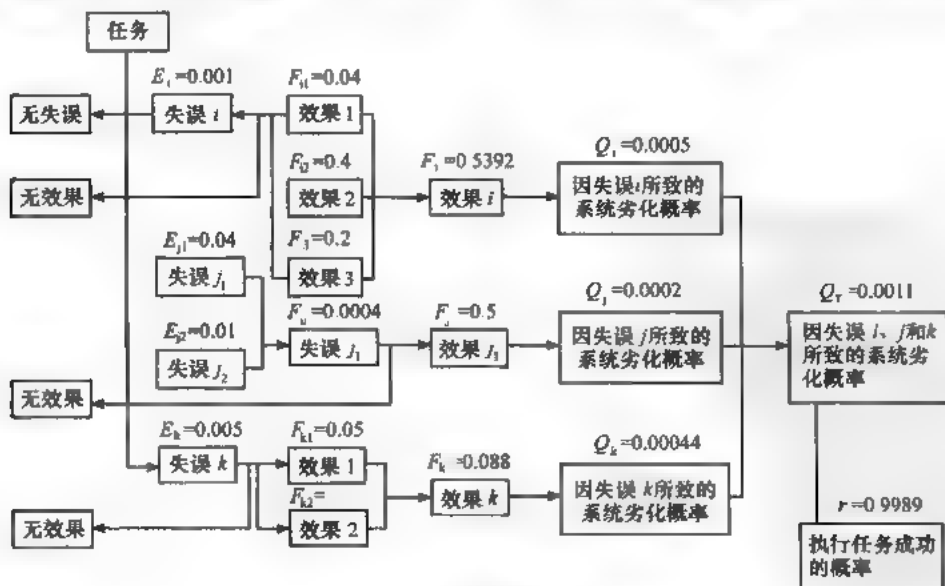 任务
E_i=0.001
F_i1=0.04
无失误
失误 i
效果 1
Q_i=0.0005
F_i2=0.4
F_i=0 5392
无效果
效果 2
效果 i
因失误i所致的
系统劣化概率
E_j1=0.04
F_i3=0.2
失误 j₁
效果 3
E_j2=0.01
=0.0004
=0.5
Q_j=0.0002
Q_T=0.0011
失误 j₂
失误 j₁
效果 j₁
因失误 j所致的
系统劣化概率
因失误 i、j和k
所致的系统劣
化概率
无效果
E_k=0.005
F_k1=0.05
Q_k=0.00044
失误 k
效果 1
F_k=0.088
F_k2=
效果 k
因失误 k所致的
系统劣化概率
无效果
效果 2
r=0 9989
执行任务成功
的概率